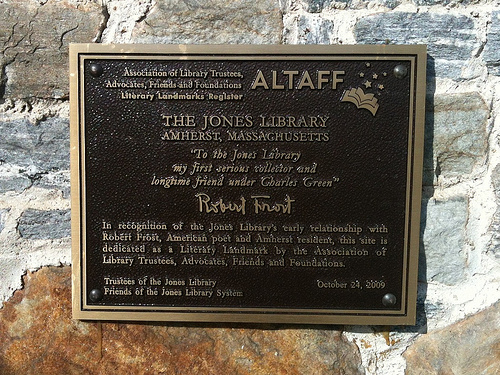 Association of Library Trustees,
Advocates, Friends and Foundations
Literary Landmarks Register
ALTAFF
THE JONES LIBRARY
AMHERST, MASSACHUSETTS
"To the Jones Library
my first serious collector and
longtime friend under Charles Green"
Robert Frost
In recognition of the Jones Library's early relationship with
Robert Frost, American poet and Amherst resident, this site is
dedicated as a Literary Landmark by the Association of
Library Trustees, Advocates, Friends and Foundations.
Trustees of the Jones Library
Friends of the Jones Library System
October 24, 2009